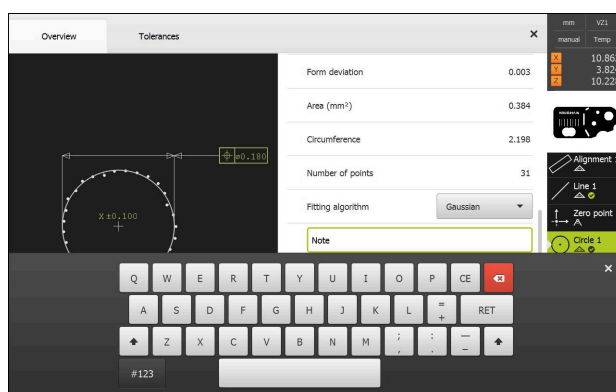 Overview
Tolerances
mm
VZ1
manual
Temp
X 10.86
Y 3.82
Z 10.22
Form deviation 0.003
Area (mm²) 0.384
Circumference 2.198
Number of points 31
Fitting algorithm Gaussian
Note
⌀0.180
X±0.100
Alignment
Line 1
Zero point
Circle 1
Q W E R T Y U I O P CE
A S D F G H J K L = + RET
Z X C V B N M ; , : . — _
#123